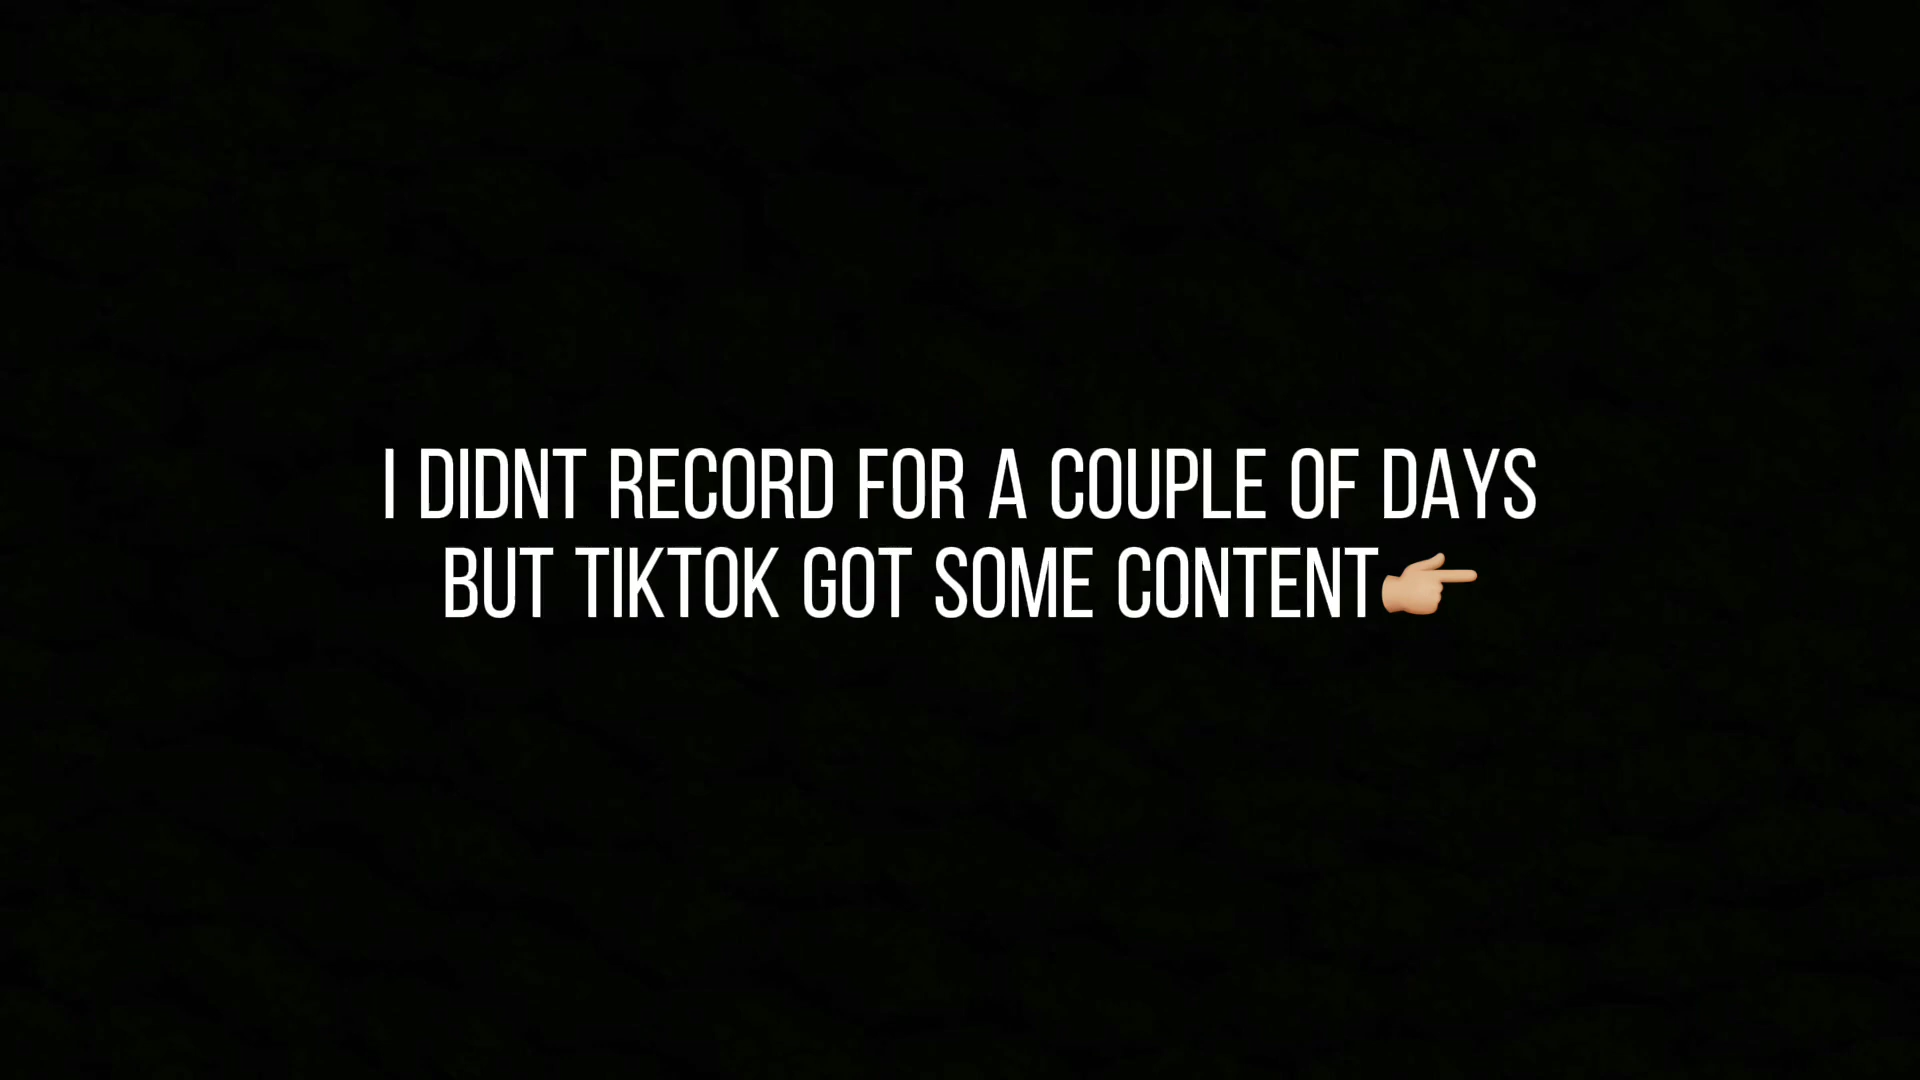 I DIDNT RECORD FOR A COUPLE OF DAYS
BUT TIKTOK GOT SOME CONTENT👉🏼